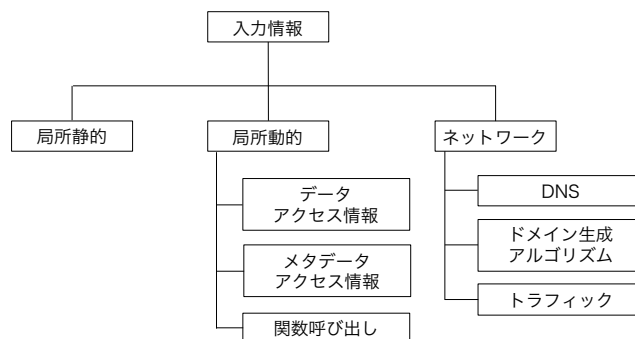 入力情報
局所静的
局所動的
ネットワーク
データ
アクセス情報
メタデータ
アクセス情報
関数呼び出し
DNS
ドメイン生成
アルゴリズム
トラフィック